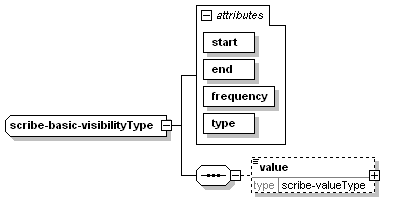 attributes
start
end
frequency
type
scribe-basic-visibilityType
value
type scribe-valueType